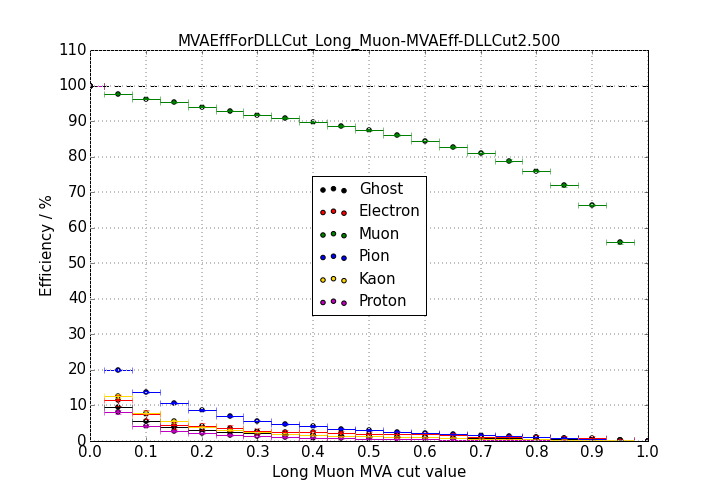 MVAEffForDLLCut_Long_Muon-MVAEff-DLLCut2.500
110
100
90
80
70
60
50
40
30
20
10
0
Efficiency / %
Ghost
Electron
Muon
Pion
Kaon
Proton
0.0 0.1 0.2 0.3 0.4 0.5 0.6 0.7 0.8 0.9 1.0
Long Muon MVA cut value